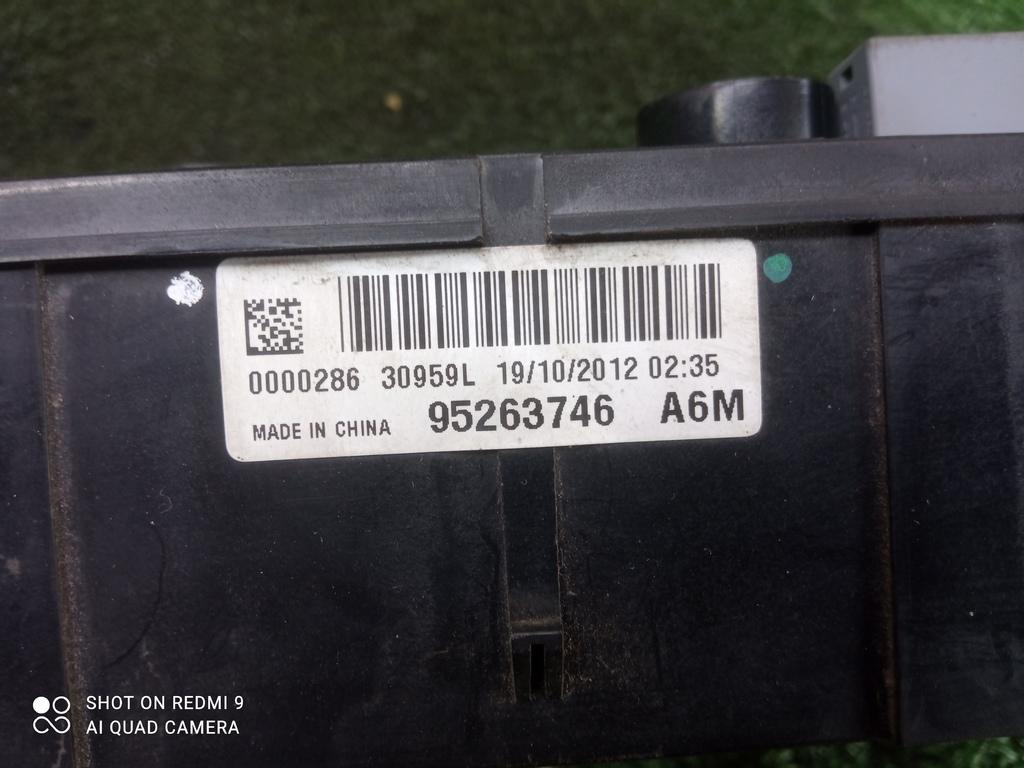 0000286 30959L 19/10/2012 02:35
MADE IN CHINA 95263746 A6M
SHOT ON REDMI 9
AI QUAD CAMERA